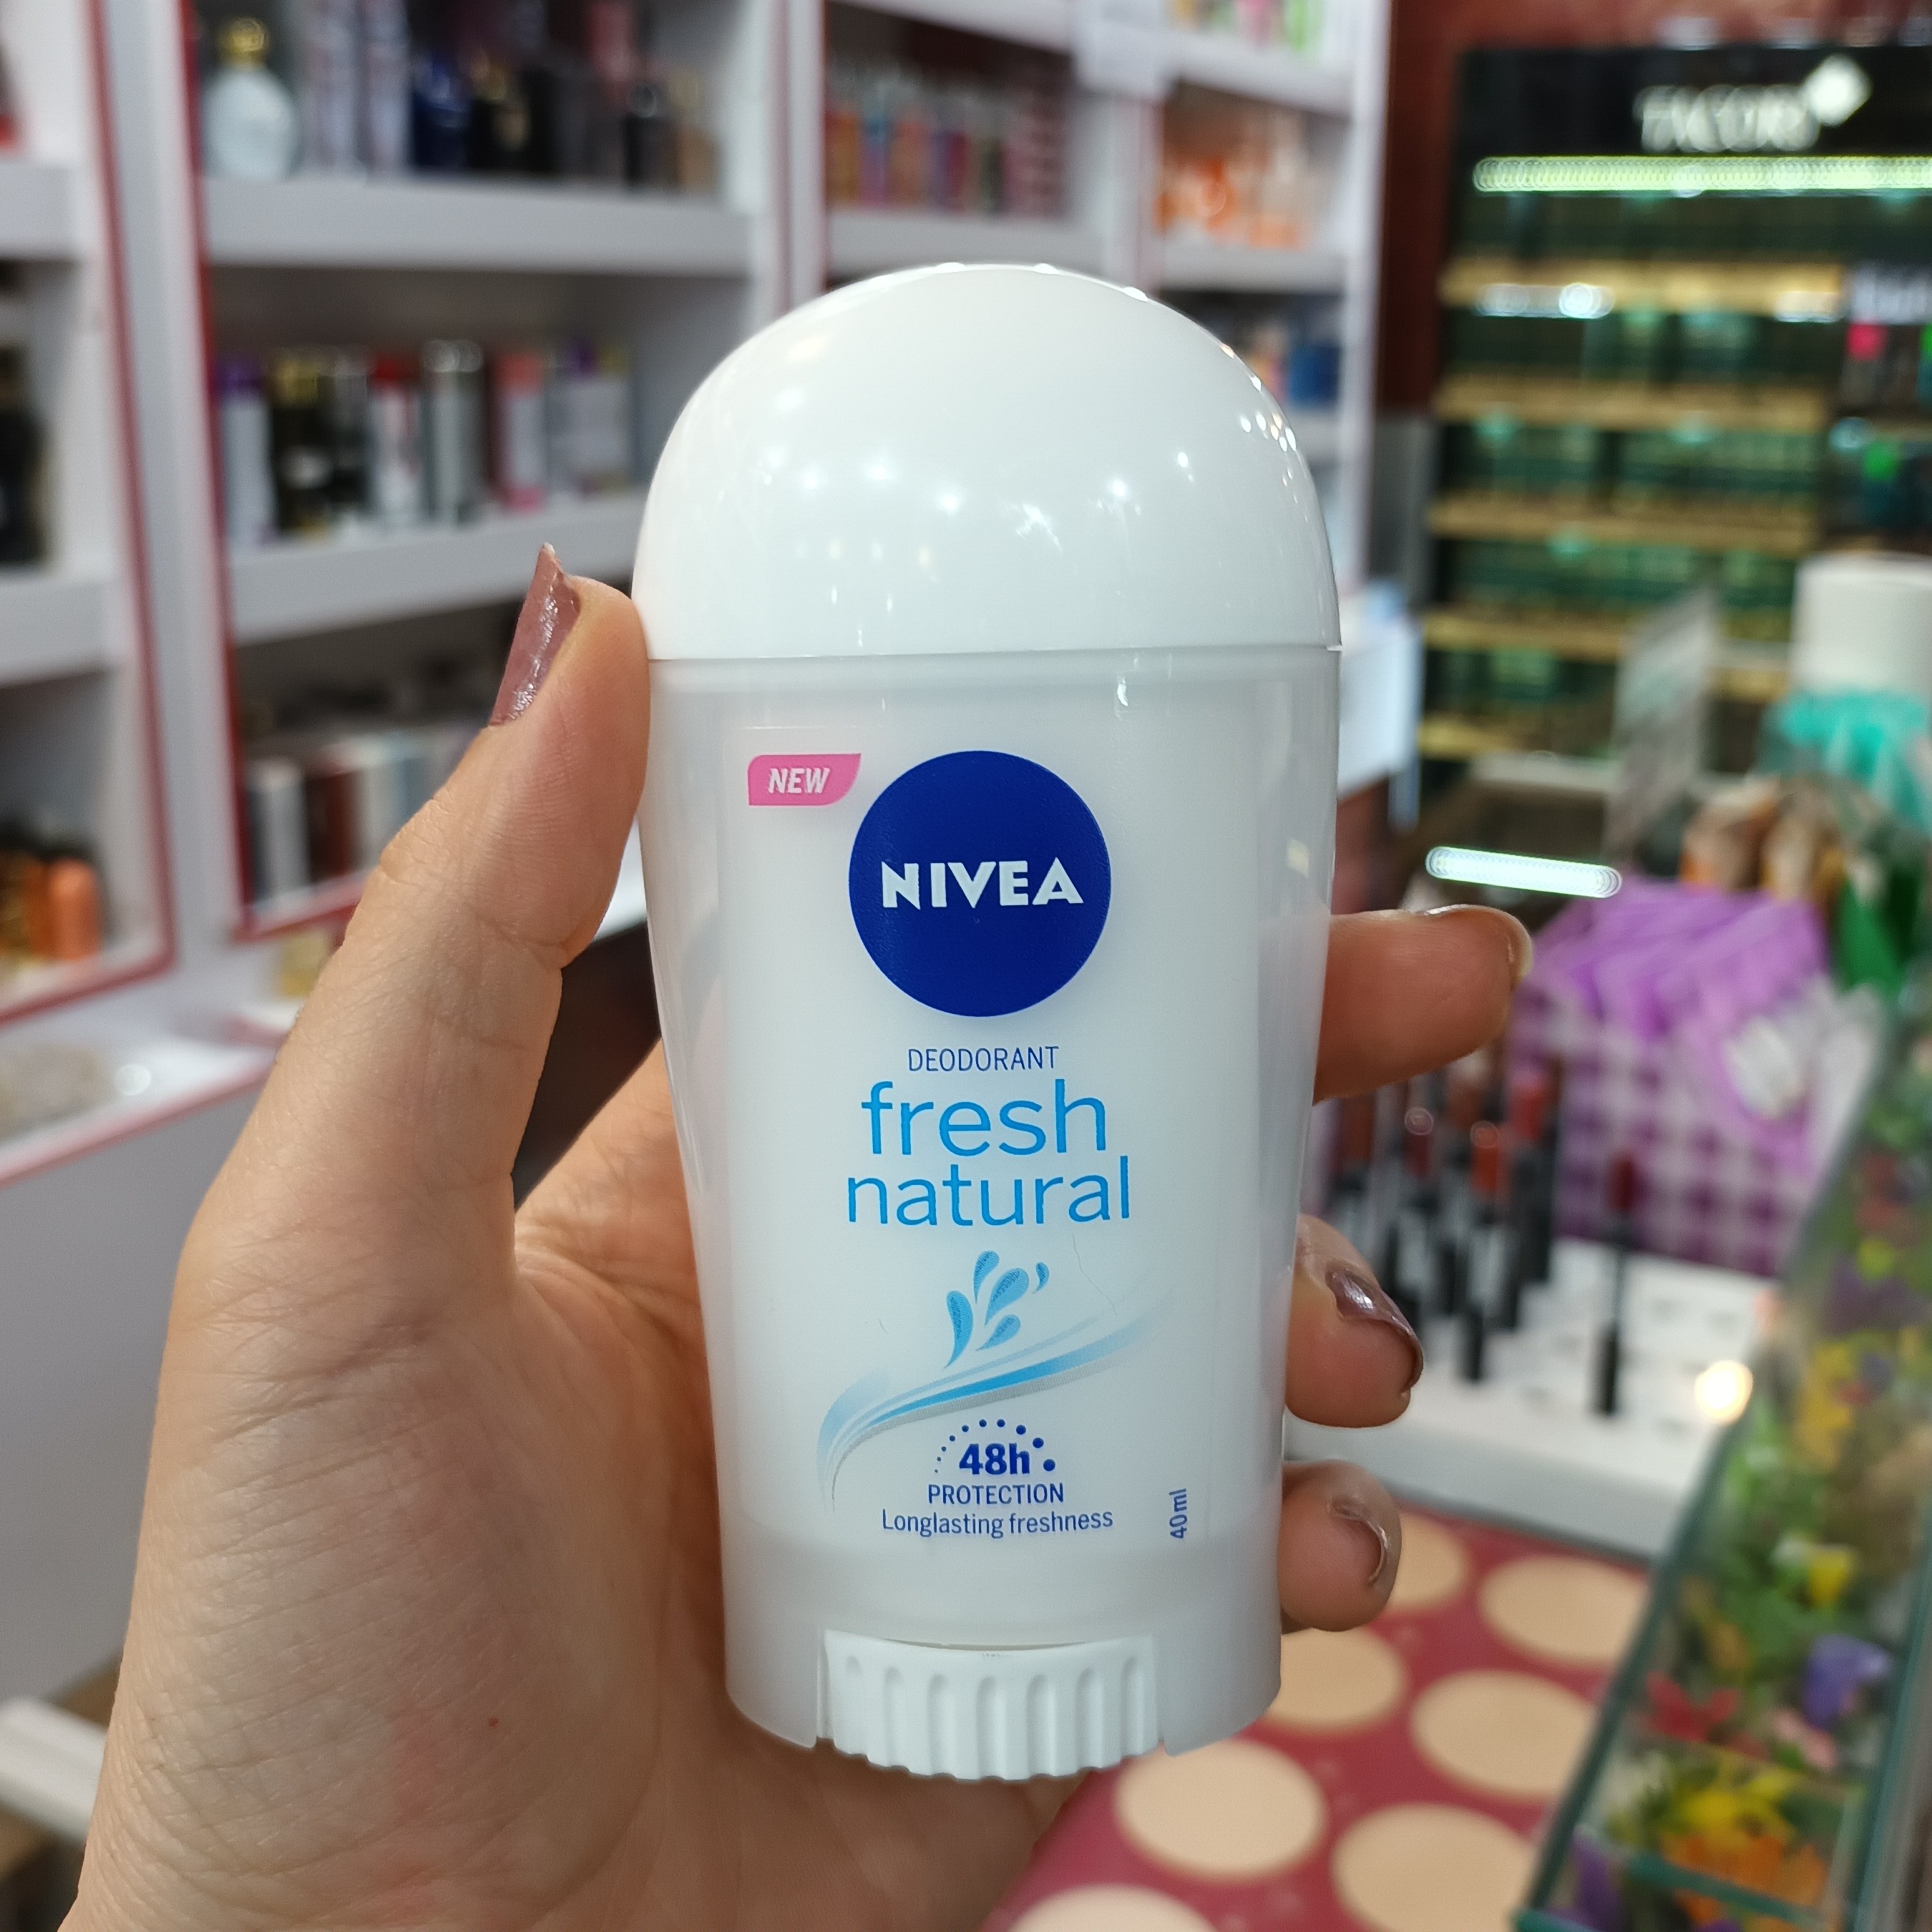 NEW
NIVEA
DEODORANT
fresh
natural
48h
PROTECTION
Longlasting freshness
40ml